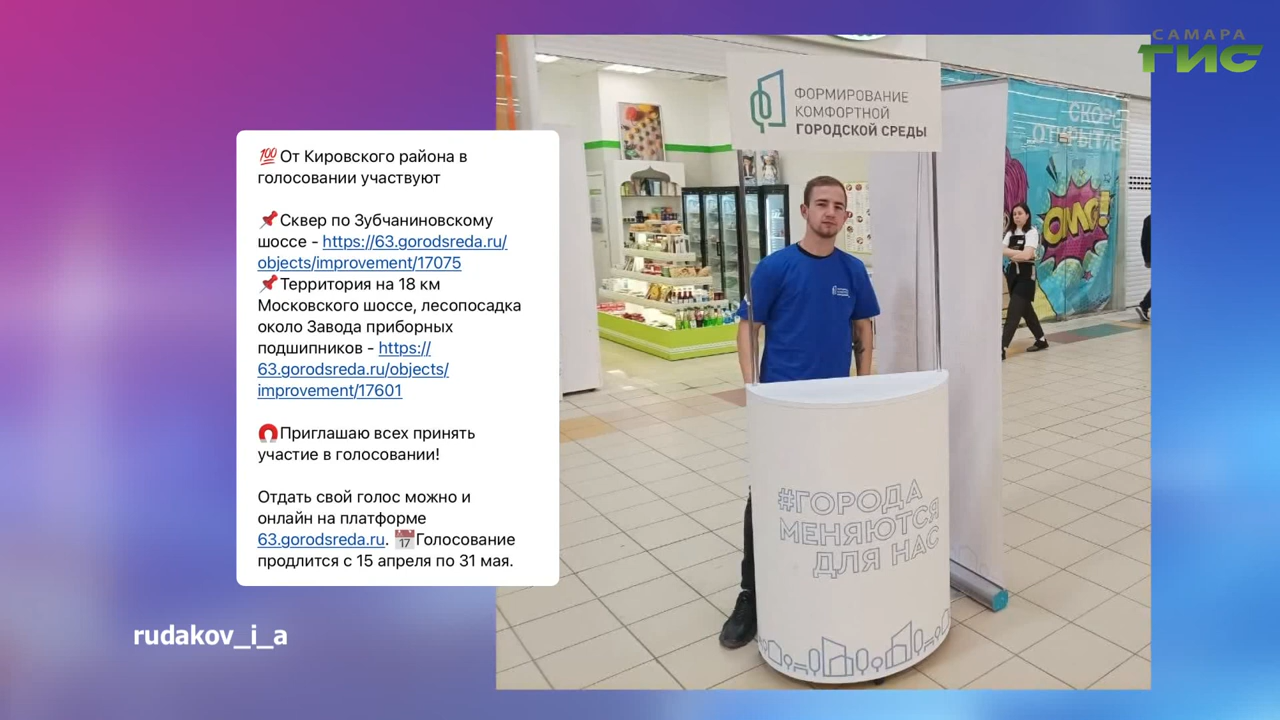 САМАРА
ГИС
💯От Кировского района в
голосовании участвуют
📌Сквер по Зубчаниновскому
шоссе - https://63.gorodsreda.ru/
objects/improvement/17075
📌Территория на 18 км
Московского шоссе, лесопосадка
около Завода приборных
подшипников - https://
63.gorodsreda.ru/objects/
improvement/17601
🧲Приглашаю всех принять
участие в голосовании!
Отдать свой голос можно и
онлайн на платформе
63.gorodsreda.ru. 📅Голосование
продлится с 15 апреля по 31 мая.
rudakov_i_a
ФОРМИРОВАНИЕ
КОМФОРТНОЙ
ГОРОДСКОЙ СРЕДЫ
СКОРО
ОТКРЫТИЕ
OMG!
#ГОРОДА
МЕНЯЮТСЯ
ДЛЯ НАС